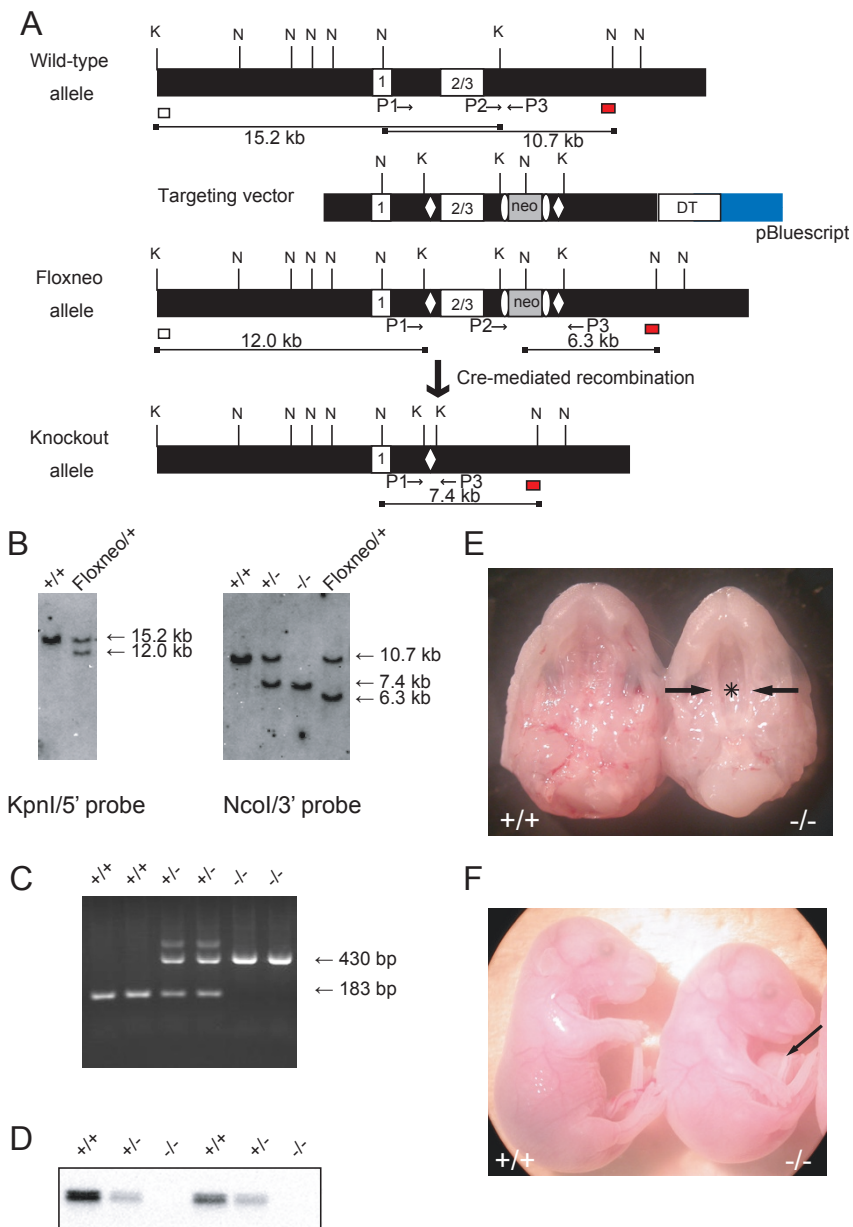 A
K N N N N N K N N
Wild-type
allele
1 2/3
P1→ P2→ ←P3
15.2 kb
10.7 kb
N K K N K
Targeting vector
1 2/3 neo DT
pBluescript
K N N N N N K K N K N N
Floxneo
allele
1 2/3 neo
P1→ P2→ ←P3
12.0 kb 6.3 kb
Cre-mediated recombination
K N N N N N K K N N
Knockout
allele
1
P1→ ←P3
7.4 kb
B
+/+ Floxneo/+
← 15.2 kb
← 12.0 kb
KpnI/5' probe
+/+ +/- -/- Floxneo/+
← 10.7 kb
← 7.4 kb
← 6.3 kb
NcoI/3' probe
C
+/+ +/+ +/- +/- -/- -/-
← 430 bp
← 183 bp
D
+/+ +/- -/- +/+ +/- -/-
E
*
+/+ -/-
F
+/+ -/-